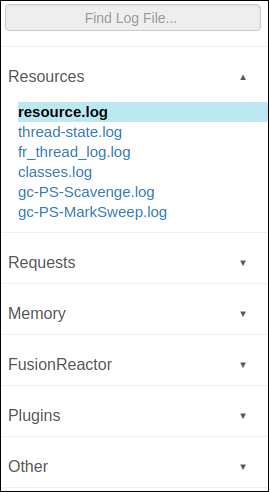 Find Log File...
Resources
resource.log
thread-state.log
fr_thread_log.log
classes.log
gc-PS-Scavenge.log
gc-PS-MarkSweep.log
Requests
Memory
FusionReactor
Plugins
Other